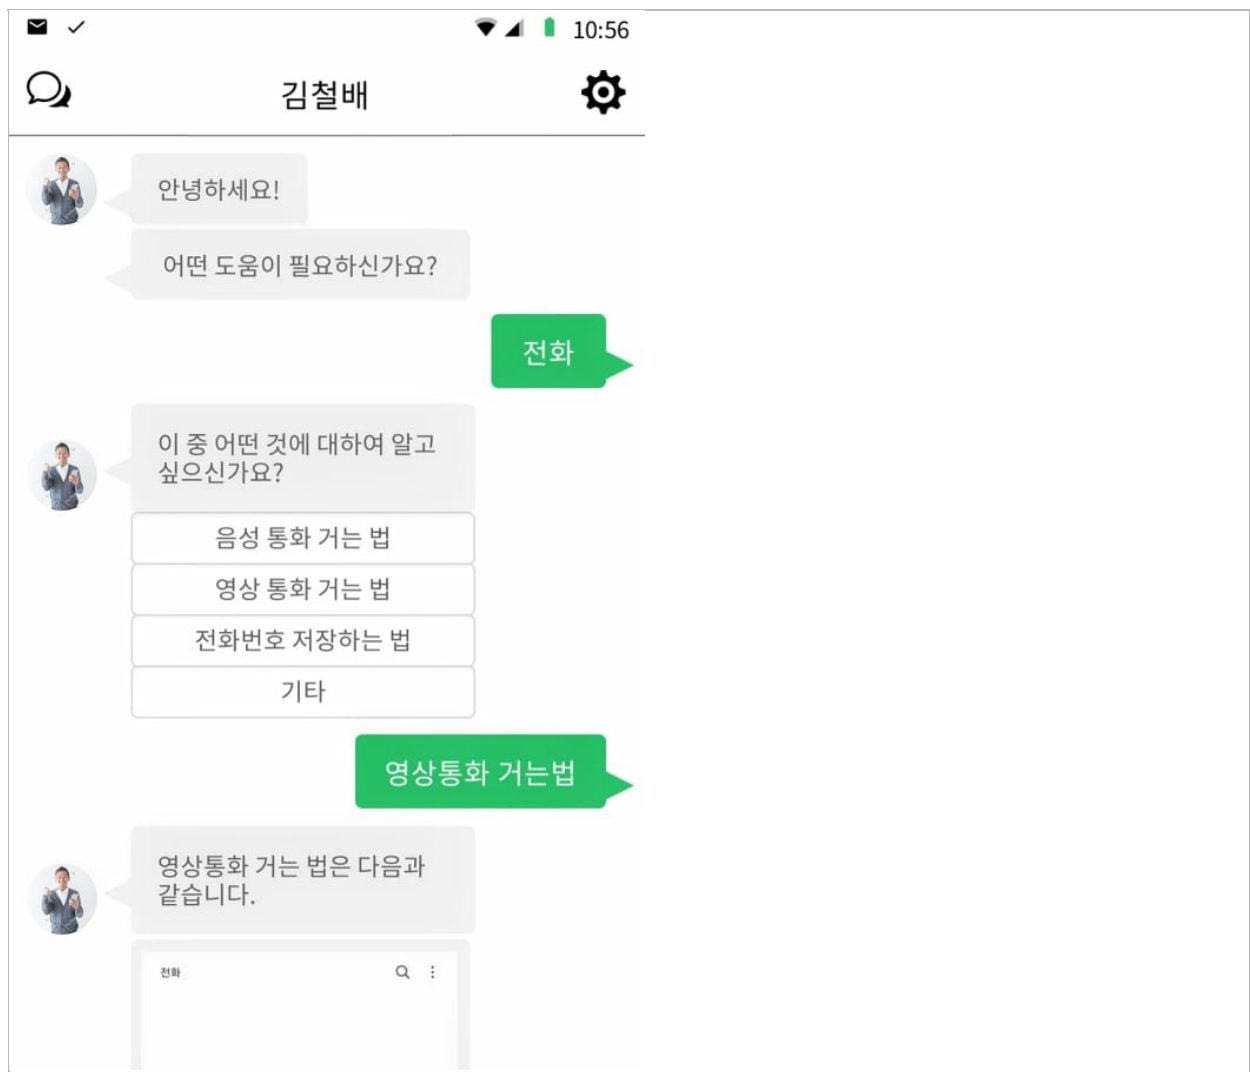 10:56
김철배
안녕하세요!
어떤 도움이 필요하신가요?
전화
이 중 어떤 것에 대하여 알고
싶으신가요?
음성 통화 거는 법
영상 통화 거는 법
전화번호 저장하는 법
기타
영상통화 거는법
영상통화 거는 법은 다음과
같습니다.
전화